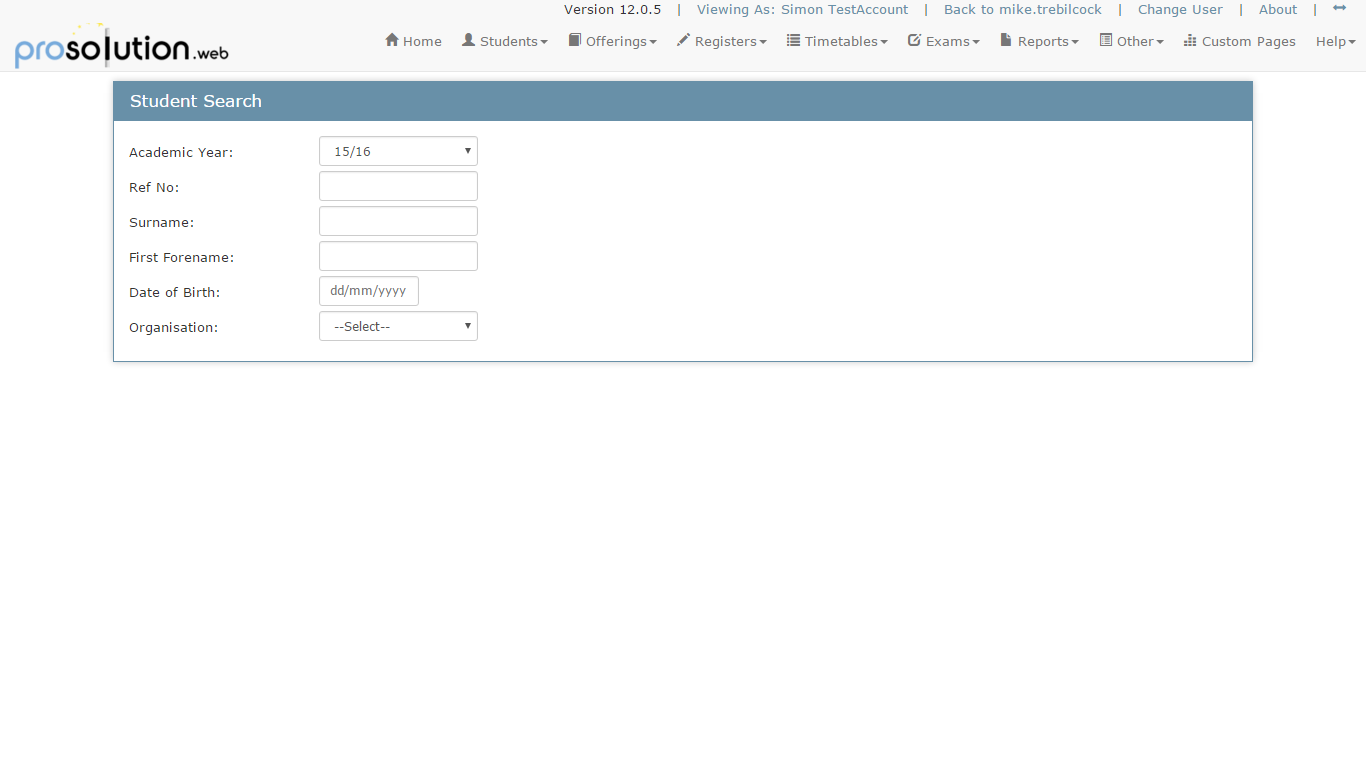 Version 12.0.5 | Viewing As: Simon TestAccount | Back to mike.trebilcock | Change User | About |
prosolution.web
Home Students Offerings Registers Timetables Exams Reports Other Custom Pages Help
Student Search
Academic Year: 15/16
Ref No:
Surname:
First Forename:
Date of Birth: dd/mm/yyyy
Organisation: --Select--